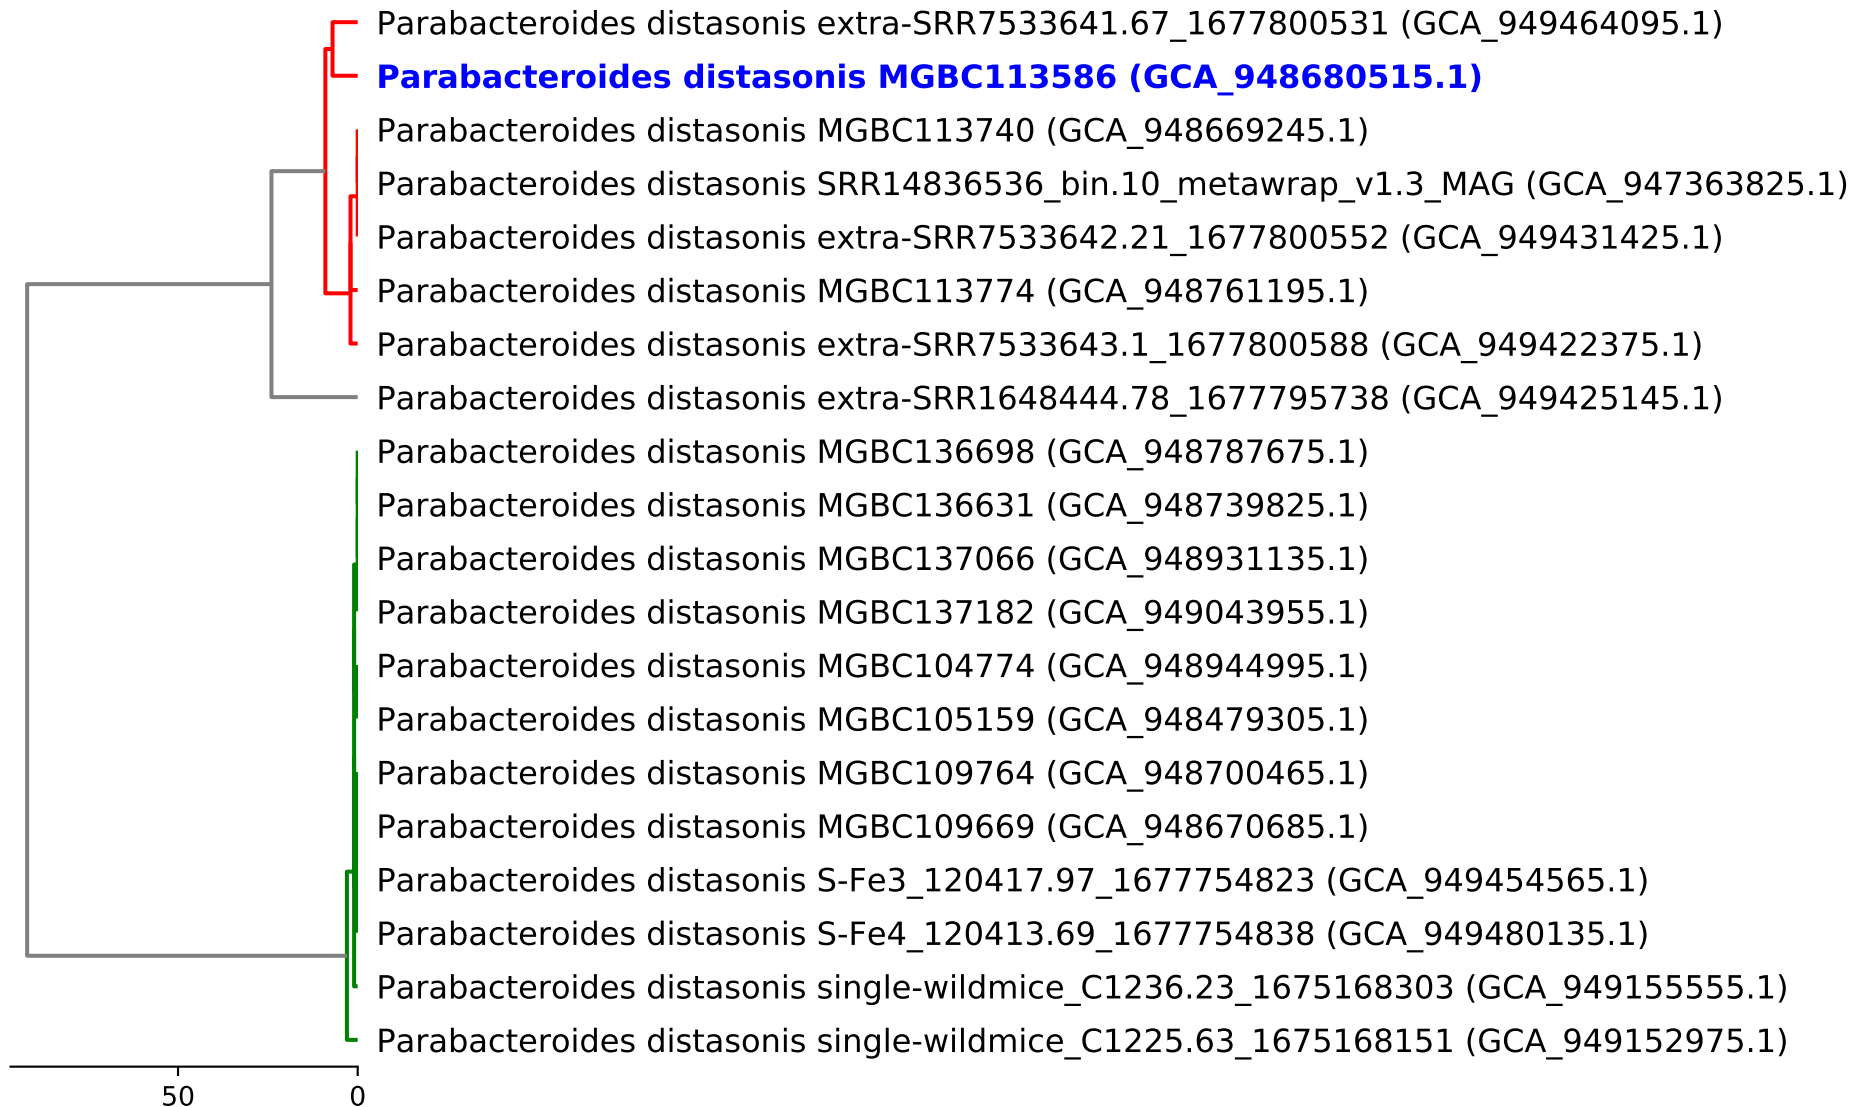 Parabacteroides distasonis extra-SRR7533641.67_1677800531 (GCA_949464095.1)
Parabacteroides distasonis MGBC113586 (GCA_948680515.1)
Parabacteroides distasonis MGBC113740 (GCA_948669245.1)
Parabacteroides distasonis SRR14836536_bin.10_metawrap_v1.3_MAG (GCA_947363825.1)
Parabacteroides distasonis extra-SRR7533642.21_1677800552 (GCA_949431425.1)
Parabacteroides distasonis MGBC113774 (GCA_948761195.1)
Parabacteroides distasonis extra-SRR7533643.1_1677800588 (GCA_949422375.1)
Parabacteroides distasonis extra-SRR1648444.78_1677795738 (GCA_949425145.1)
Parabacteroides distasonis MGBC136698 (GCA_948787675.1)
Parabacteroides distasonis MGBC136631 (GCA_948739825.1)
Parabacteroides distasonis MGBC137066 (GCA_948931135.1)
Parabacteroides distasonis MGBC137182 (GCA_949043955.1)
Parabacteroides distasonis MGBC104774 (GCA_948944995.1)
Parabacteroides distasonis MGBC105159 (GCA_948479305.1)
Parabacteroides distasonis MGBC109764 (GCA_948700465.1)
Parabacteroides distasonis MGBC109669 (GCA_948670685.1)
Parabacteroides distasonis S-Fe3_120417.97_1677754823 (GCA_949454565.1)
Parabacteroides distasonis S-Fe4_120413.69_1677754838 (GCA_949480135.1)
Parabacteroides distasonis single-wildmice_C1236.23_1675168303 (GCA_949155555.1)
Parabacteroides distasonis single-wildmice_C1225.63_1675168151 (GCA_949152975.1)
50 0